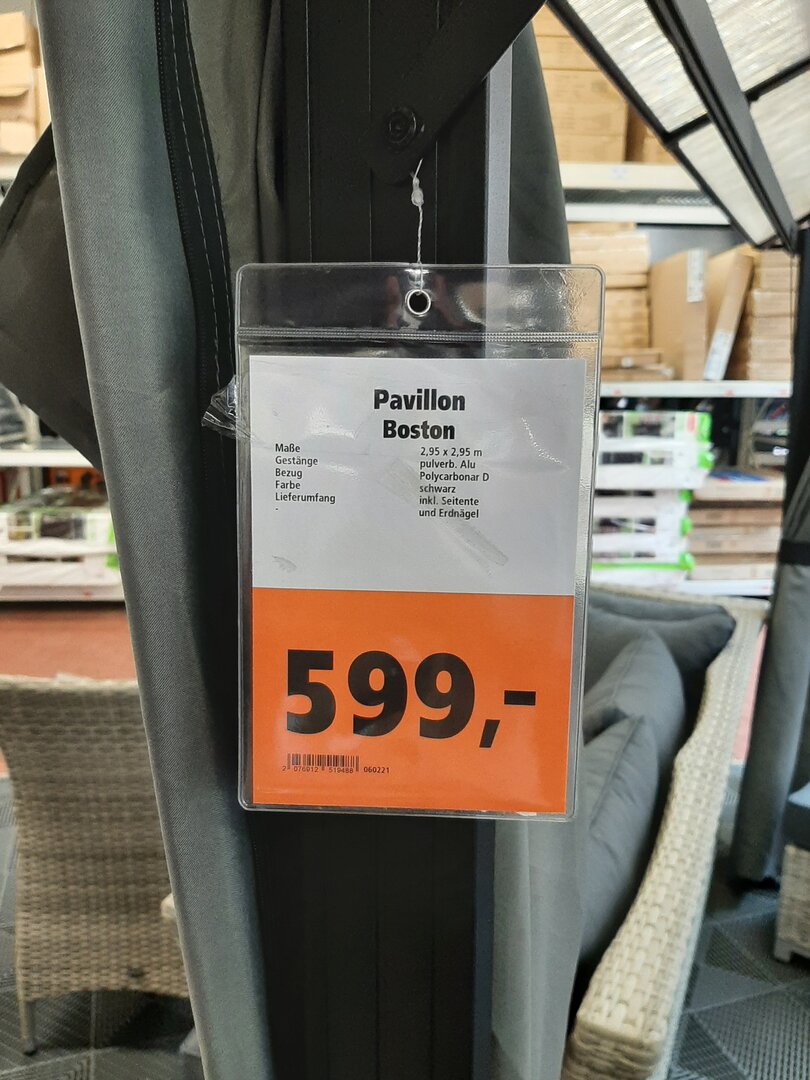 Pavillon
Boston
Maße 2,95 x 2,95 m
Gestänge pulverb. Alu
Bezug Polycarbonar D
Farbe schwarz
Lieferumfang inkl. Seitente
- und Erdnägel
599,-
2 076912 519488 060221